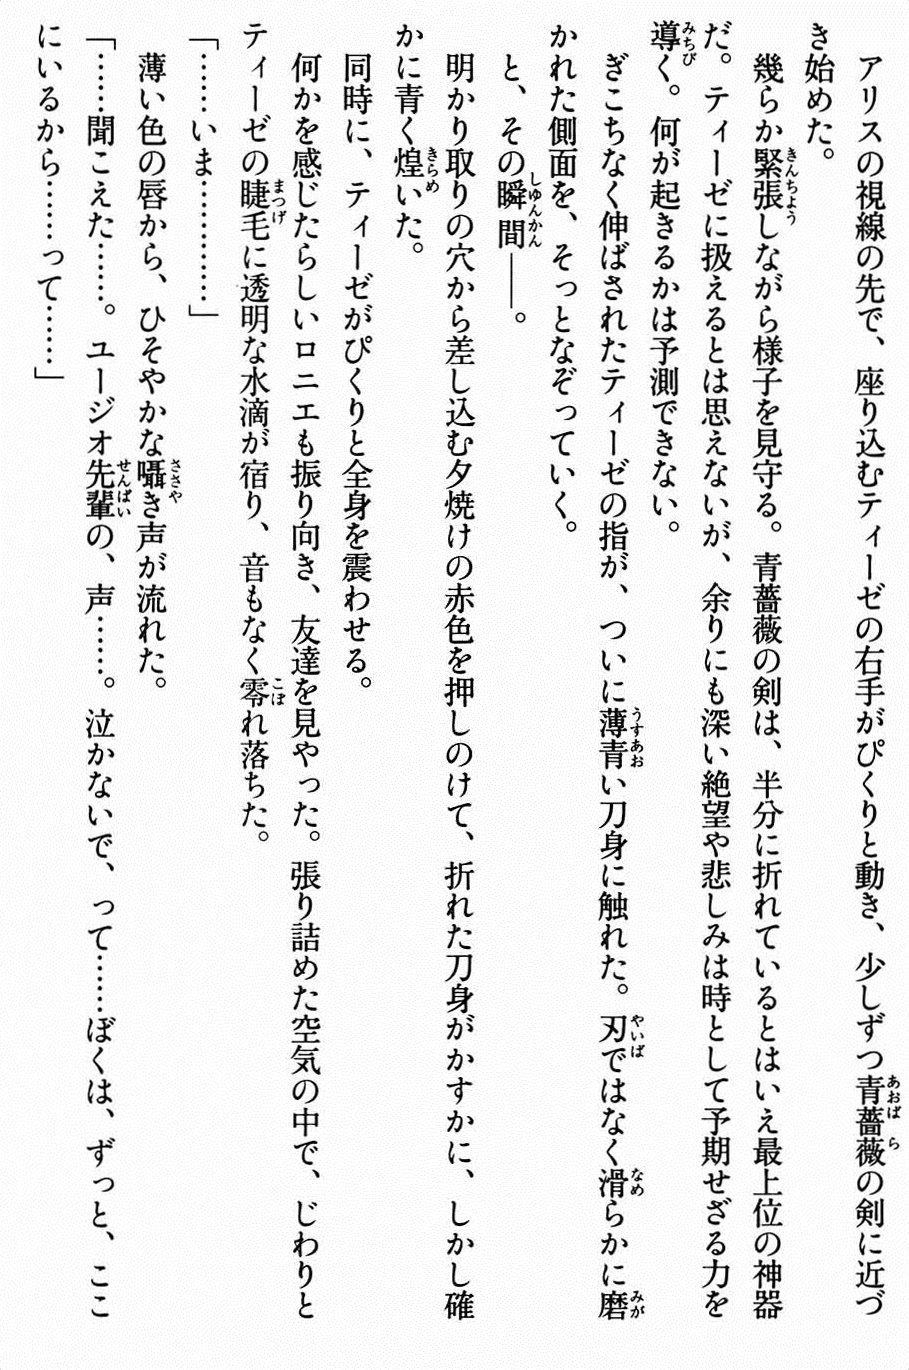 アリスの視線の先で、座り込むティーゼの右手がぴくりと動き、少しずつ青薔薇の剣に近づ
き始めた。
幾らか緊張しながら様子を見守る。青薔薇の剣は、半分に折れているとはいえ最上位の神器
だ。ティーゼに扱えるとは思えないが、余りにも深い絶望や悲しみは時として予期せざる力を
導く。何が起きるかは予測できない。
ぎこちなく伸ばされたティーゼの指が、ついに薄青い刀身に触れた。刃ではなく滑らかに磨
かれた側面を、そっとなぞっていく。
と、その瞬間――。
明かり取りの穴から差し込む夕焼けの赤色を押しのけて、折れた刀身がかすかに、しかし確
かに青く煌いた。
同時に、ティーゼがぴくりと全身を震わせる。
何かを感じたらしいロニエも振り向き、友達を見やった。張り詰めた空気の中で、じわりと
ティーゼの睫毛に透明な水滴が宿り、音もなく零れ落ちた。
「……いま…………」
薄い色の唇から、ひそやかな囁き声が流れた。
「……聞こえた……。ユージオ先輩の、声……。泣かないで、って……ぼくは、ずっと、ここ
にいるから……って……」